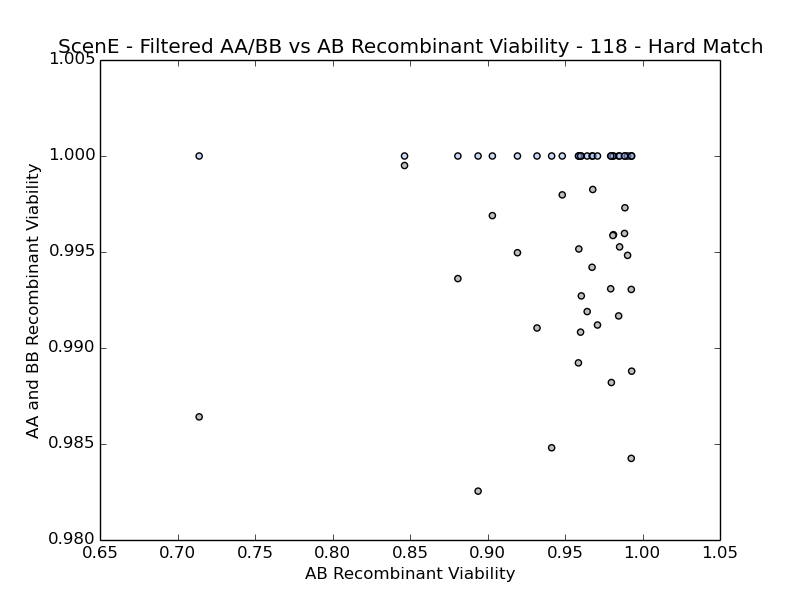 ScenE - Filtered AA/BB vs AB Recombinant Viability - 118 - Hard Match
1.005
1.000
0.995
0.990
0.985
0.980
AA and BB Recombinant Viability
0.65 0.70 0.75 0.80 0.85 0.90 0.95 1.00 1.05
AB Recombinant Viability